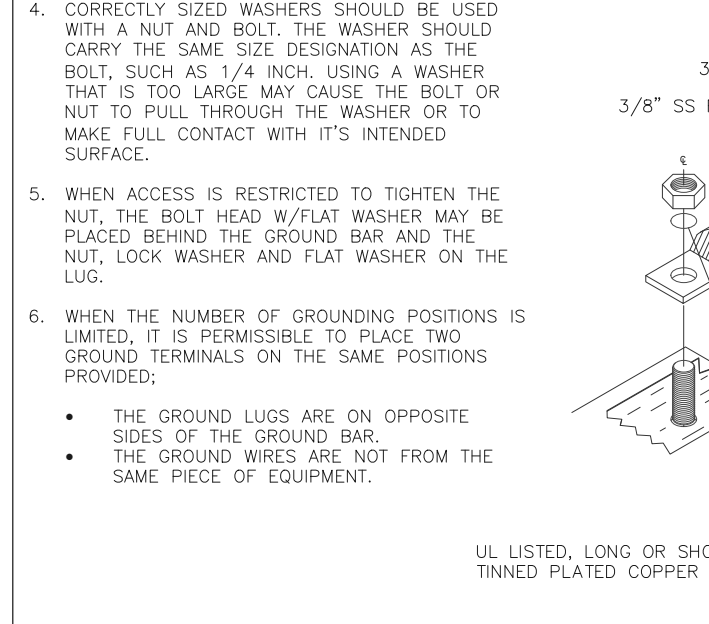 4. CORRECTLY SIZED WASHERS SHOULD BE USED
WITH A NUT AND BOLT. THE WASHER SHOULD
CARRY THE SAME SIZE DESIGNATION AS THE
BOLT, SUCH AS 1/4 INCH. USING A WASHER
THAT IS TOO LARGE MAY CAUSE THE BOLT OR
NUT TO PULL THROUGH THE WASHER OR TO
MAKE FULL CONTACT WITH IT'S INTENDED
SURFACE.
5. WHEN ACCESS IS RESTRICTED TO TIGHTEN THE
NUT, THE BOLT HEAD W/FLAT WASHER MAY BE
PLACED BEHIND THE GROUND BAR AND THE
NUT, LOCK WASHER AND FLAT WASHER ON THE
LUG.
6. WHEN THE NUMBER OF GROUNDING POSITIONS IS
LIMITED, IT IS PERMISSIBLE TO PLACE TWO
GROUND TERMINALS ON THE SAME POSITIONS
PROVIDED;
• THE GROUND LUGS ARE ON OPPOSITE
SIDES OF THE GROUND BAR.
• THE GROUND WIRES ARE NOT FROM THE
SAME PIECE OF EQUIPMENT.
3
3/8" SS
℄
UL LISTED, LONG OR SHO
TINNED PLATED COPPER